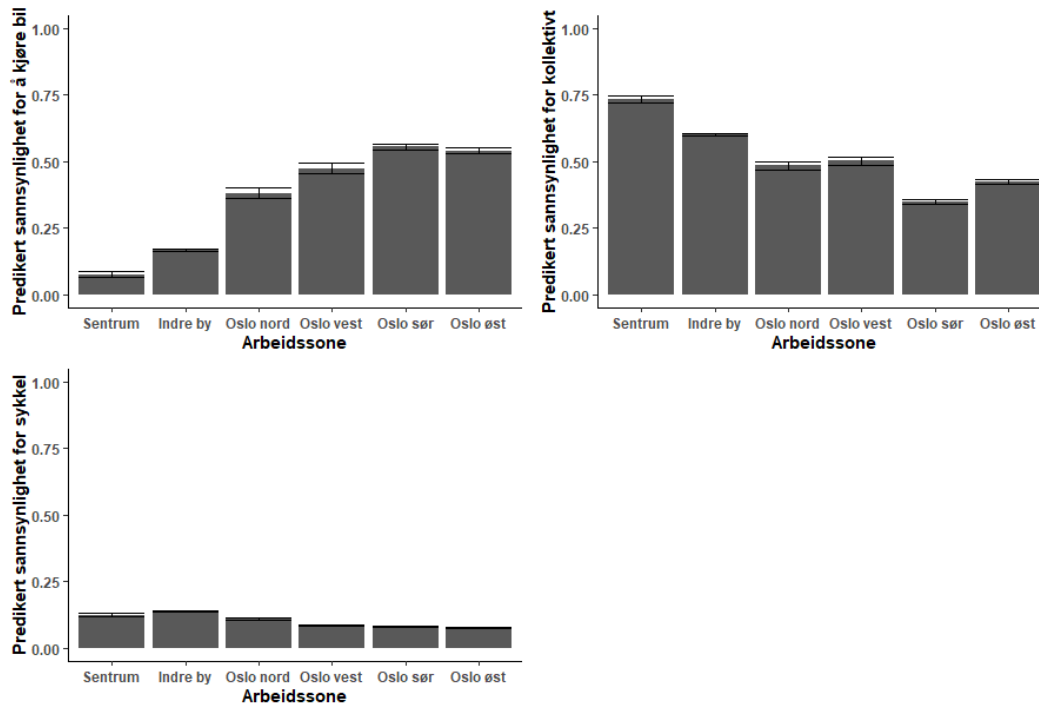 Predikert sannsynlighet for å kjøre bil
1.00
0.75
0.50
0.25
0.00
Sentrum Indre by Oslo nord Oslo vest Oslo sør Oslo øst
Arbeidssone
Predikert sannsynlighet for kollektivt
1.00
0.75
0.50
0.25
0.00
Sentrum Indre by Oslo nord Oslo vest Oslo sør Oslo øst
Arbeidssone
Predikert sannsynlighet for sykkel
1.00
0.75
0.50
0.25
0.00
Sentrum Indre by Oslo nord Oslo vest Oslo sør Oslo øst
Arbeidssone